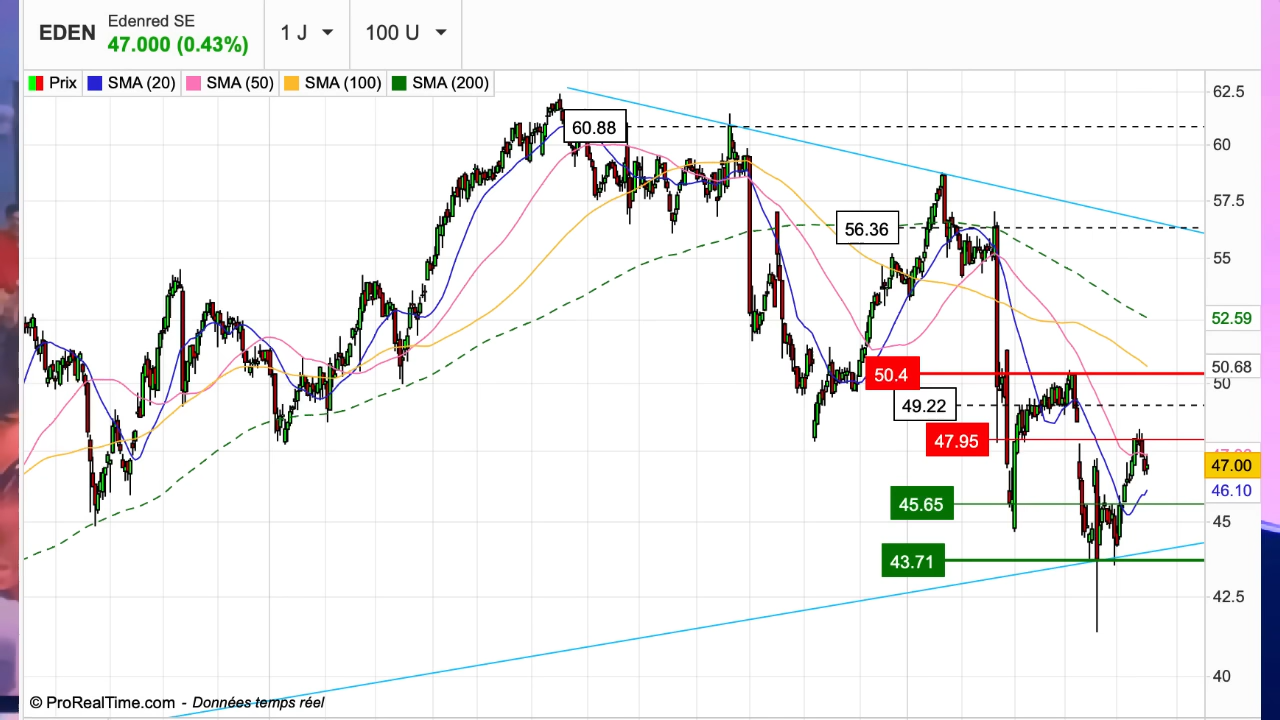 EDEN
Edenred SE
47.000 (0.43%)
1 J
100 U
Prix
SMA (20)
SMA (50)
SMA (100)
SMA (200)
62.5
60.88
60
57.5
56.36
55
52.59
50.68
50.4
50
49.22
47.95
47.00
46.10
45.65
45
43.71
42.5
40
© ProRealTime.com - Données temps réel